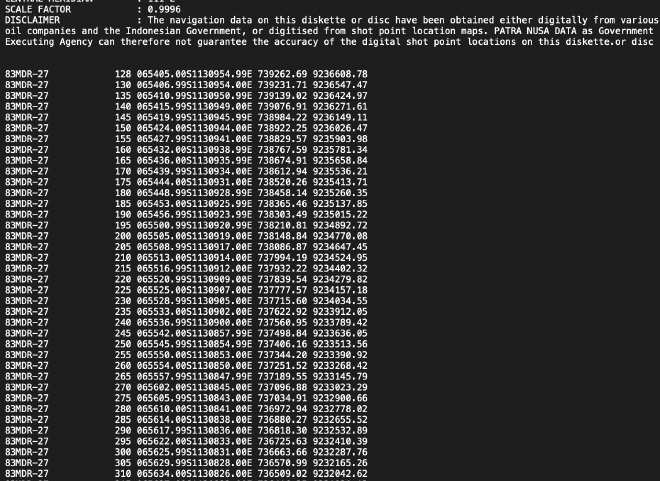 SCALE FACTOR : 0.9996
DISCLAIMER : The navigation data on this diskette or disc have been obtained either digitally from various
oil companies and the Indonesian Government, or digitised from shot point location maps. PATRA NUSA DATA as Government
Executing Agency can therefore not guarantee the accuracy of the digital shot point locations on this diskette.or disc
83MDR-27 128 065405.00S1130954.99E 739262.69 9236608.78
83MDR-27 130 065406.99S1130954.00E 739231.71 9236547.47
83MDR-27 135 065410.99S1130950.99E 739139.02 9236424.97
83MDR-27 140 065415.99S1130949.00E 739076.91 9236271.61
83MDR-27 145 065419.99S1130945.99E 738984.22 9236149.11
83MDR-27 150 065424.00S1130944.00E 738922.25 9236026.47
83MDR-27 155 065427.99S1130941.00E 738829.57 9235903.98
83MDR-27 160 065432.00S1130938.99E 738767.59 9235781.34
83MDR-27 165 065436.00S1130935.99E 738674.91 9235658.84
83MDR-27 170 065439.99S1130934.00E 738612.94 9235536.21
83MDR-27 175 065444.00S1130931.00E 738520.26 9235413.71
83MDR-27 180 065448.99S1130928.99E 738458.14 9235260.35
83MDR-27 185 065453.00S1130925.99E 738365.46 9235137.85
83MDR-27 190 065456.99S1130923.99E 738303.49 9235015.22
83MDR-27 195 065500.99S1130920.99E 738210.81 9234892.72
83MDR-27 200 065505.00S1130919.00E 738148.84 9234770.08
83MDR-27 205 065508.99S1130917.00E 738086.87 9234647.45
83MDR-27 210 065513.00S1130914.00E 737994.19 9234524.95
83MDR-27 215 065516.99S1130912.00E 737932.22 9234402.32
83MDR-27 220 065520.99S1130909.00E 737839.54 9234279.82
83MDR-27 225 065525.00S1130907.00E 737777.57 9234157.18
83MDR-27 230 065528.99S1130905.00E 737715.60 9234034.55
83MDR-27 235 065533.00S1130902.00E 737622.92 9233912.05
83MDR-27 240 065536.99S1130900.00E 737560.95 9233789.42
83MDR-27 245 065542.00S1130857.99E 737498.84 9233636.05
83MDR-27 250 065545.99S1130854.99E 737406.16 9233513.56
83MDR-27 255 065550.00S1130853.00E 737344.20 9233390.92
83MDR-27 260 065554.00S1130850.00E 737251.52 9233268.42
83MDR-27 265 065557.99S1130847.99E 737189.55 9233145.79
83MDR-27 270 065602.00S1130845.00E 737096.88 9233023.29
83MDR-27 275 065605.99S1130843.00E 737034.91 9232900.66
83MDR-27 280 065610.00S1130841.00E 736972.94 9232778.02
83MDR-27 285 065614.00S1130838.00E 736880.27 9232655.52
83MDR-27 290 065617.99S1130836.00E 736818.30 9232532.89
83MDR-27 295 065622.00S1130833.00E 736725.63 9232410.39
83MDR-27 300 065625.99S1130831.00E 736663.66 9232287.76
83MDR-27 305 065629.99S1130828.00E 736570.99 9232165.26
83MDR-27 310 065634.00S1130826.00E 736509.02 9232042.62